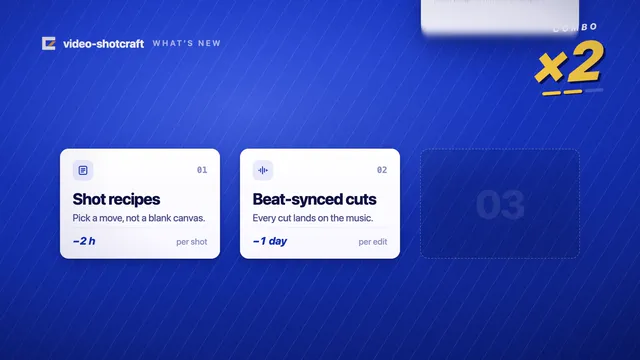 video-shotcraft WHAT'S NEW
COMBO
×2
01
Shot recipes
Pick a move, not a blank canvas.
–2 h per shot
02
Beat-synced cuts
Every cut lands on the music.
–1 day per edit
03